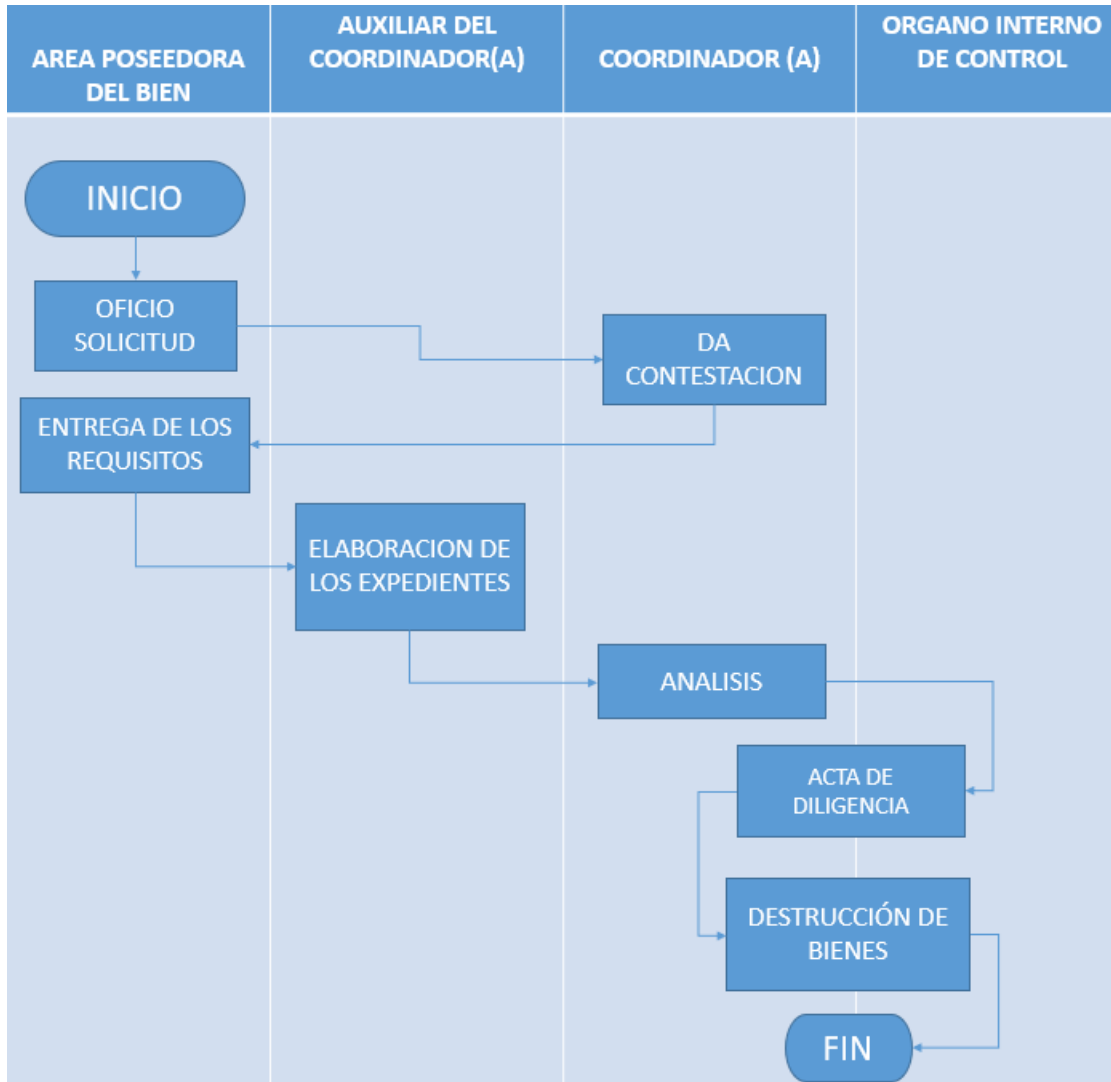 AREA POSEEDORA
DEL BIEN
AUXILIAR DEL
COORDINADOR(A)
COORDINADOR (A)
ORGANO INTERNO
DE CONTROL
INICIO
OFICIO
SOLICITUD
DA
CONTESTACION
ENTREGA DE LOS
REQUISITOS
ELABORACION DE
LOS EXPEDIENTES
ANALISIS
ACTA DE
DILIGENCIA
DESTRUCCIÓN DE
BIENES
FIN